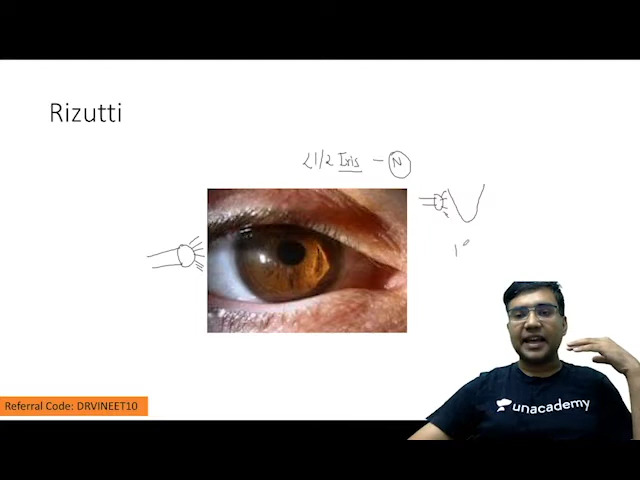 Rizutti
<1/2 Iris - N
1°
unacademy
Referral Code: DRVINEET10